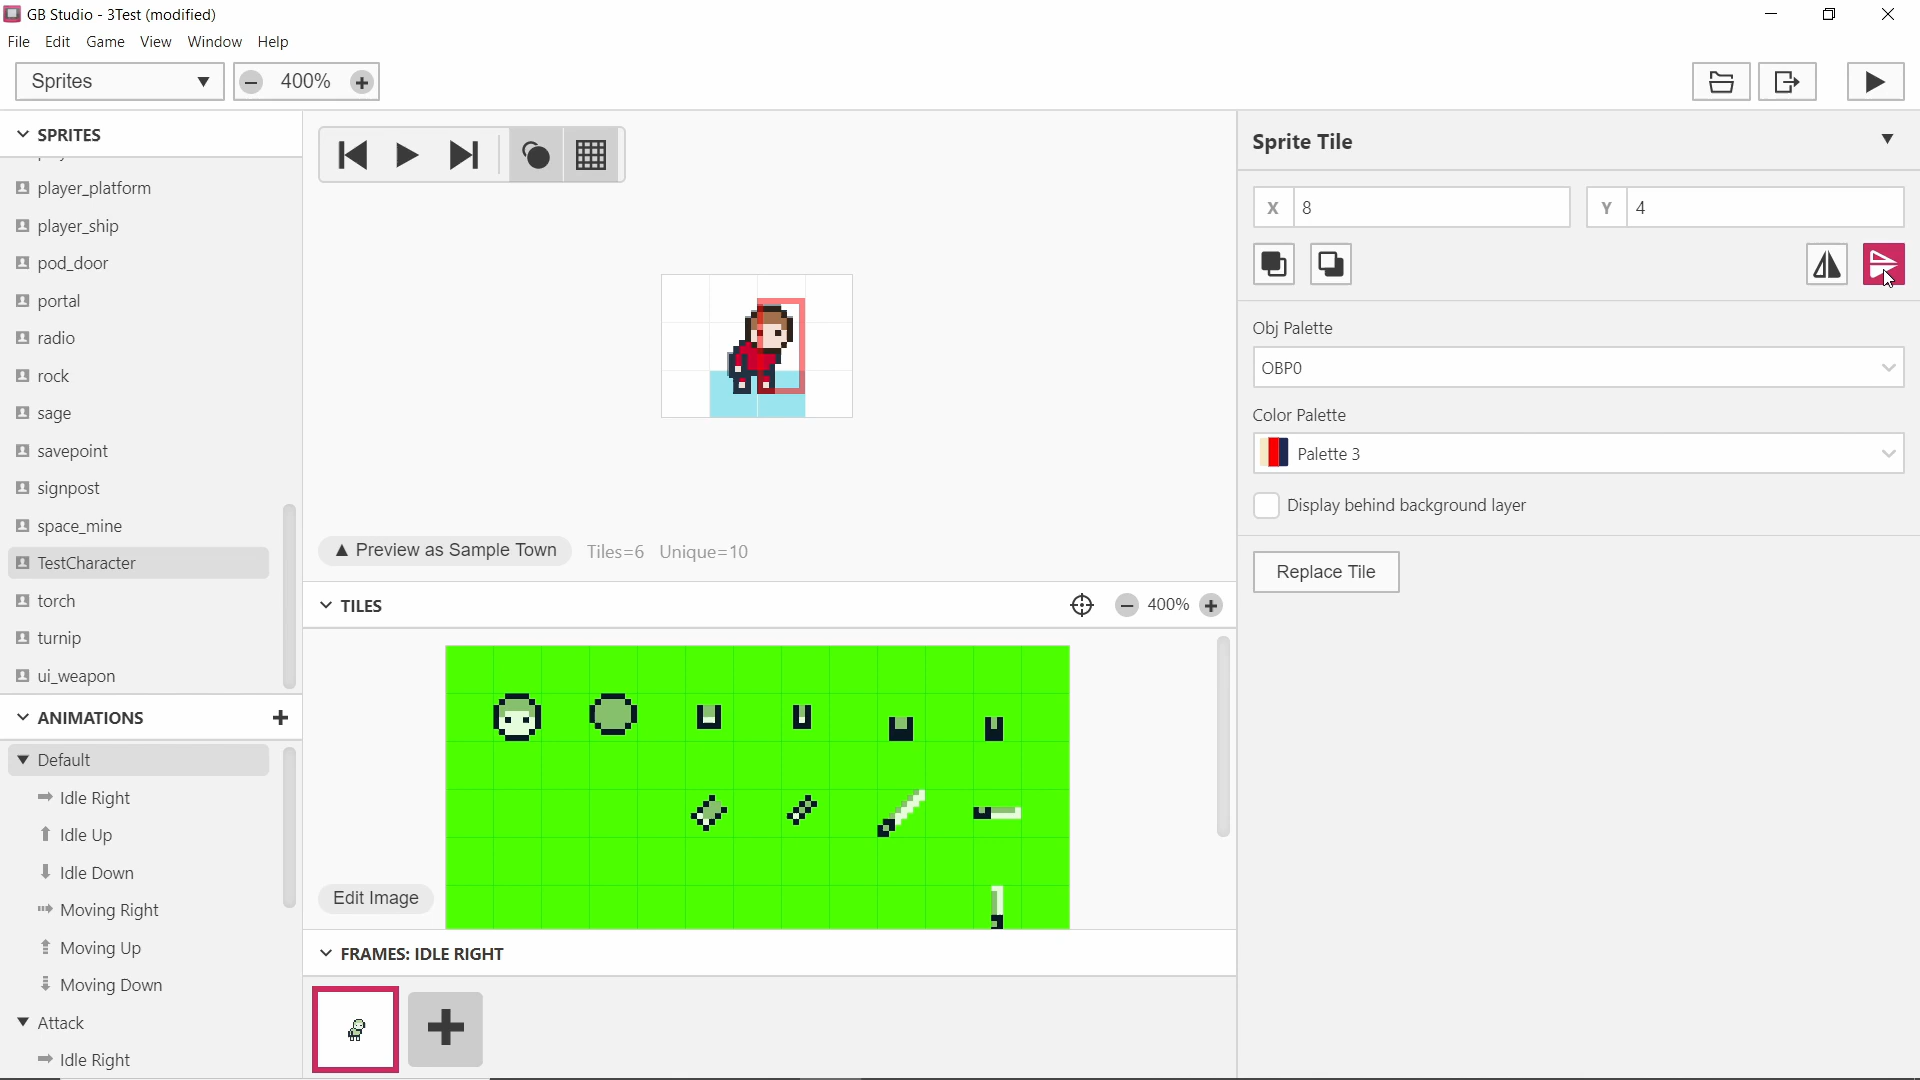 GB Studio - 3Test (modified)
File Edit Game View Window Help
Sprites 400%
SPRITES
player_platform
player_ship
pod_door
portal
radio
rock
sage
savepoint
signpost
space_mine
TestCharacter
torch
turnip
ui_weapon
ANIMATIONS
Default
Idle Right
Idle Up
Idle Down
Moving Right
Moving Up
Moving Down
Attack
Idle Right
Preview as Sample Town Tiles=6 Unique=10
TILES 400%
Edit Image
FRAMES: IDLE RIGHT
Sprite Tile
X 8 Y 4
Obj Palette
OBP0
Color Palette
Palette 3
Display behind background layer
Replace Tile